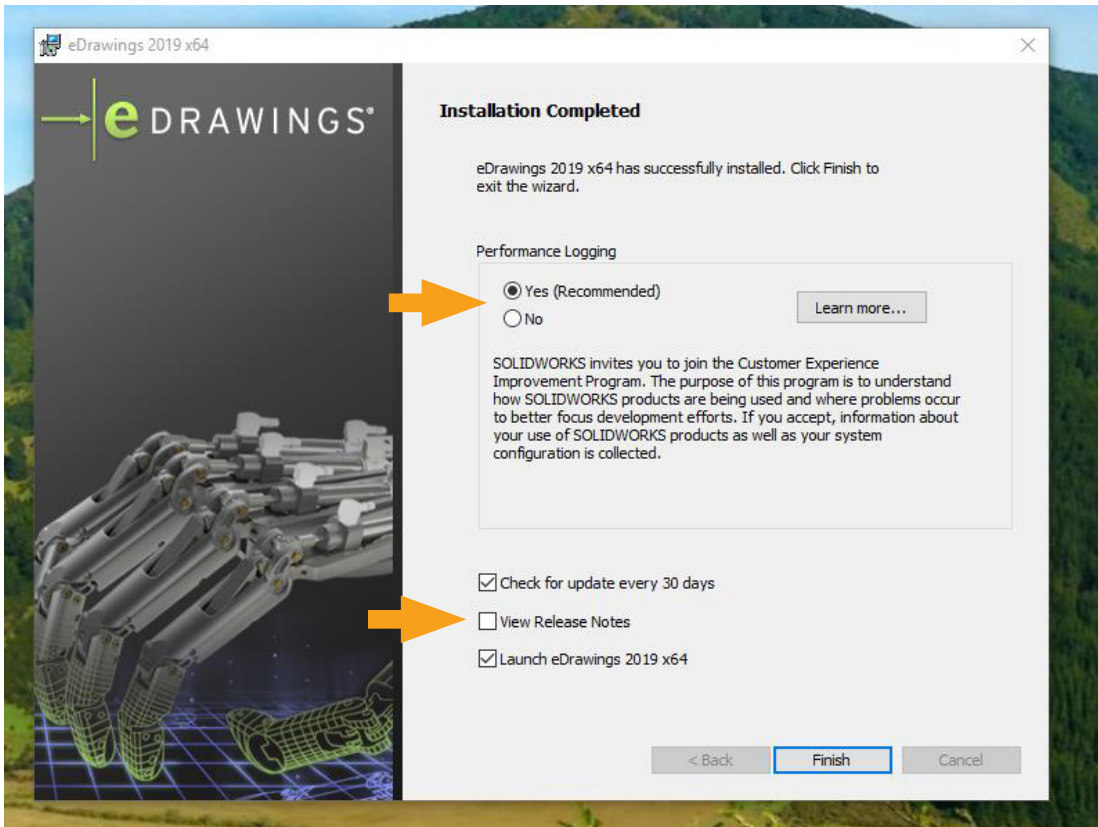 eDrawings 2019 x64
e DRAWINGS®
Installation Completed
eDrawings 2019 x64 has successfully installed. Click Finish to
exit the wizard.
Performance Logging
Yes (Recommended)
No
Learn more...
SOLIDWORKS invites you to join the Customer Experience
Improvement Program. The purpose of this program is to understand
how SOLIDWORKS products are being used and where problems occur
to better focus development efforts. If you accept, information about
your use of SOLIDWORKS products as well as your system
configuration is collected.
Check for update every 30 days
View Release Notes
Launch eDrawings 2019 x64
< Back Finish Cancel